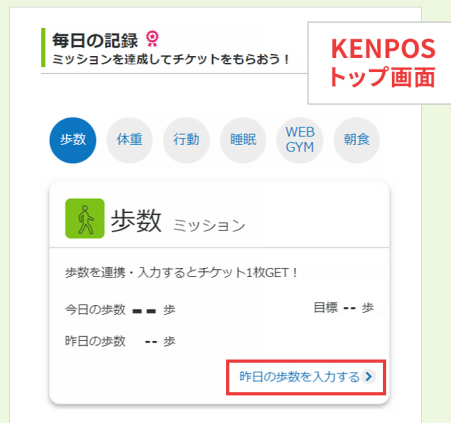 毎日の記録
ミッションを達成してチケットをもらおう！
KENPOS
トップ画面
歩数
体重
行動
睡眠
WEB
GYM
朝食
歩数 ミッション
歩数を連携・入力するとチケット1枚GET！
今日の歩数 -- 歩
目標 -- 歩
昨日の歩数 -- 歩
昨日の歩数を入力する